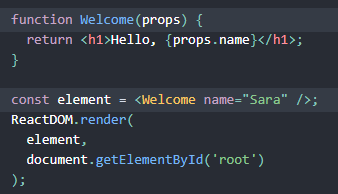 function Welcome(props) {
  return <h1>Hello, {props.name}</h1>;
}

const element = <Welcome name="Sara" />;
ReactDOM.render(
  element,
  document.getElementById('root')
);